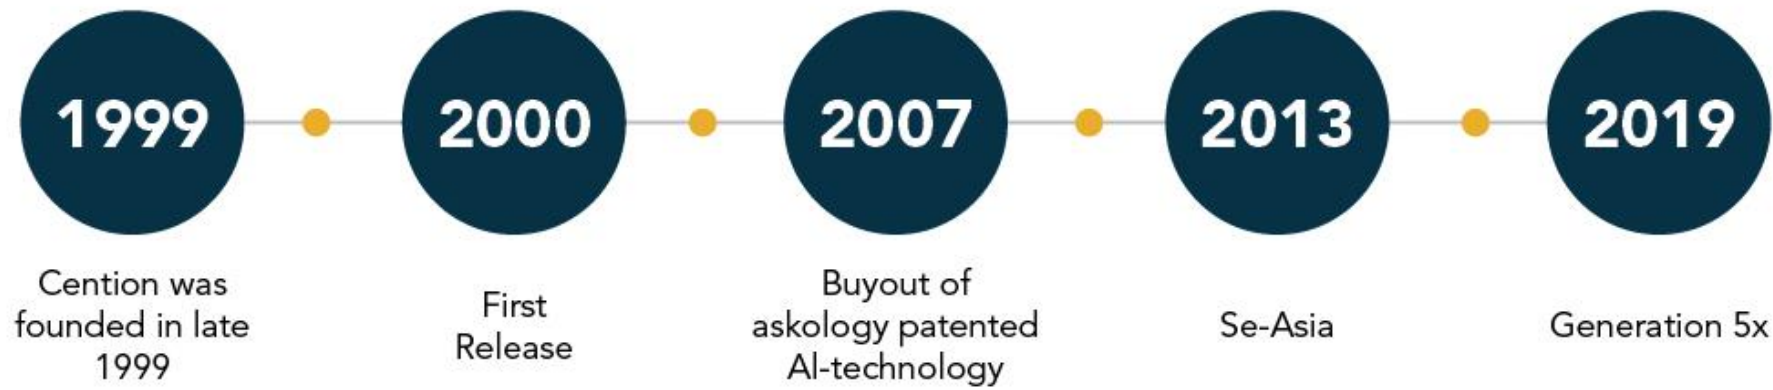 1999
2000
2007
2013
2019
Cention was
founded in late
1999
First
Release
Buyout of
askology patented
AI-technology
Se-Asia
Generation 5x